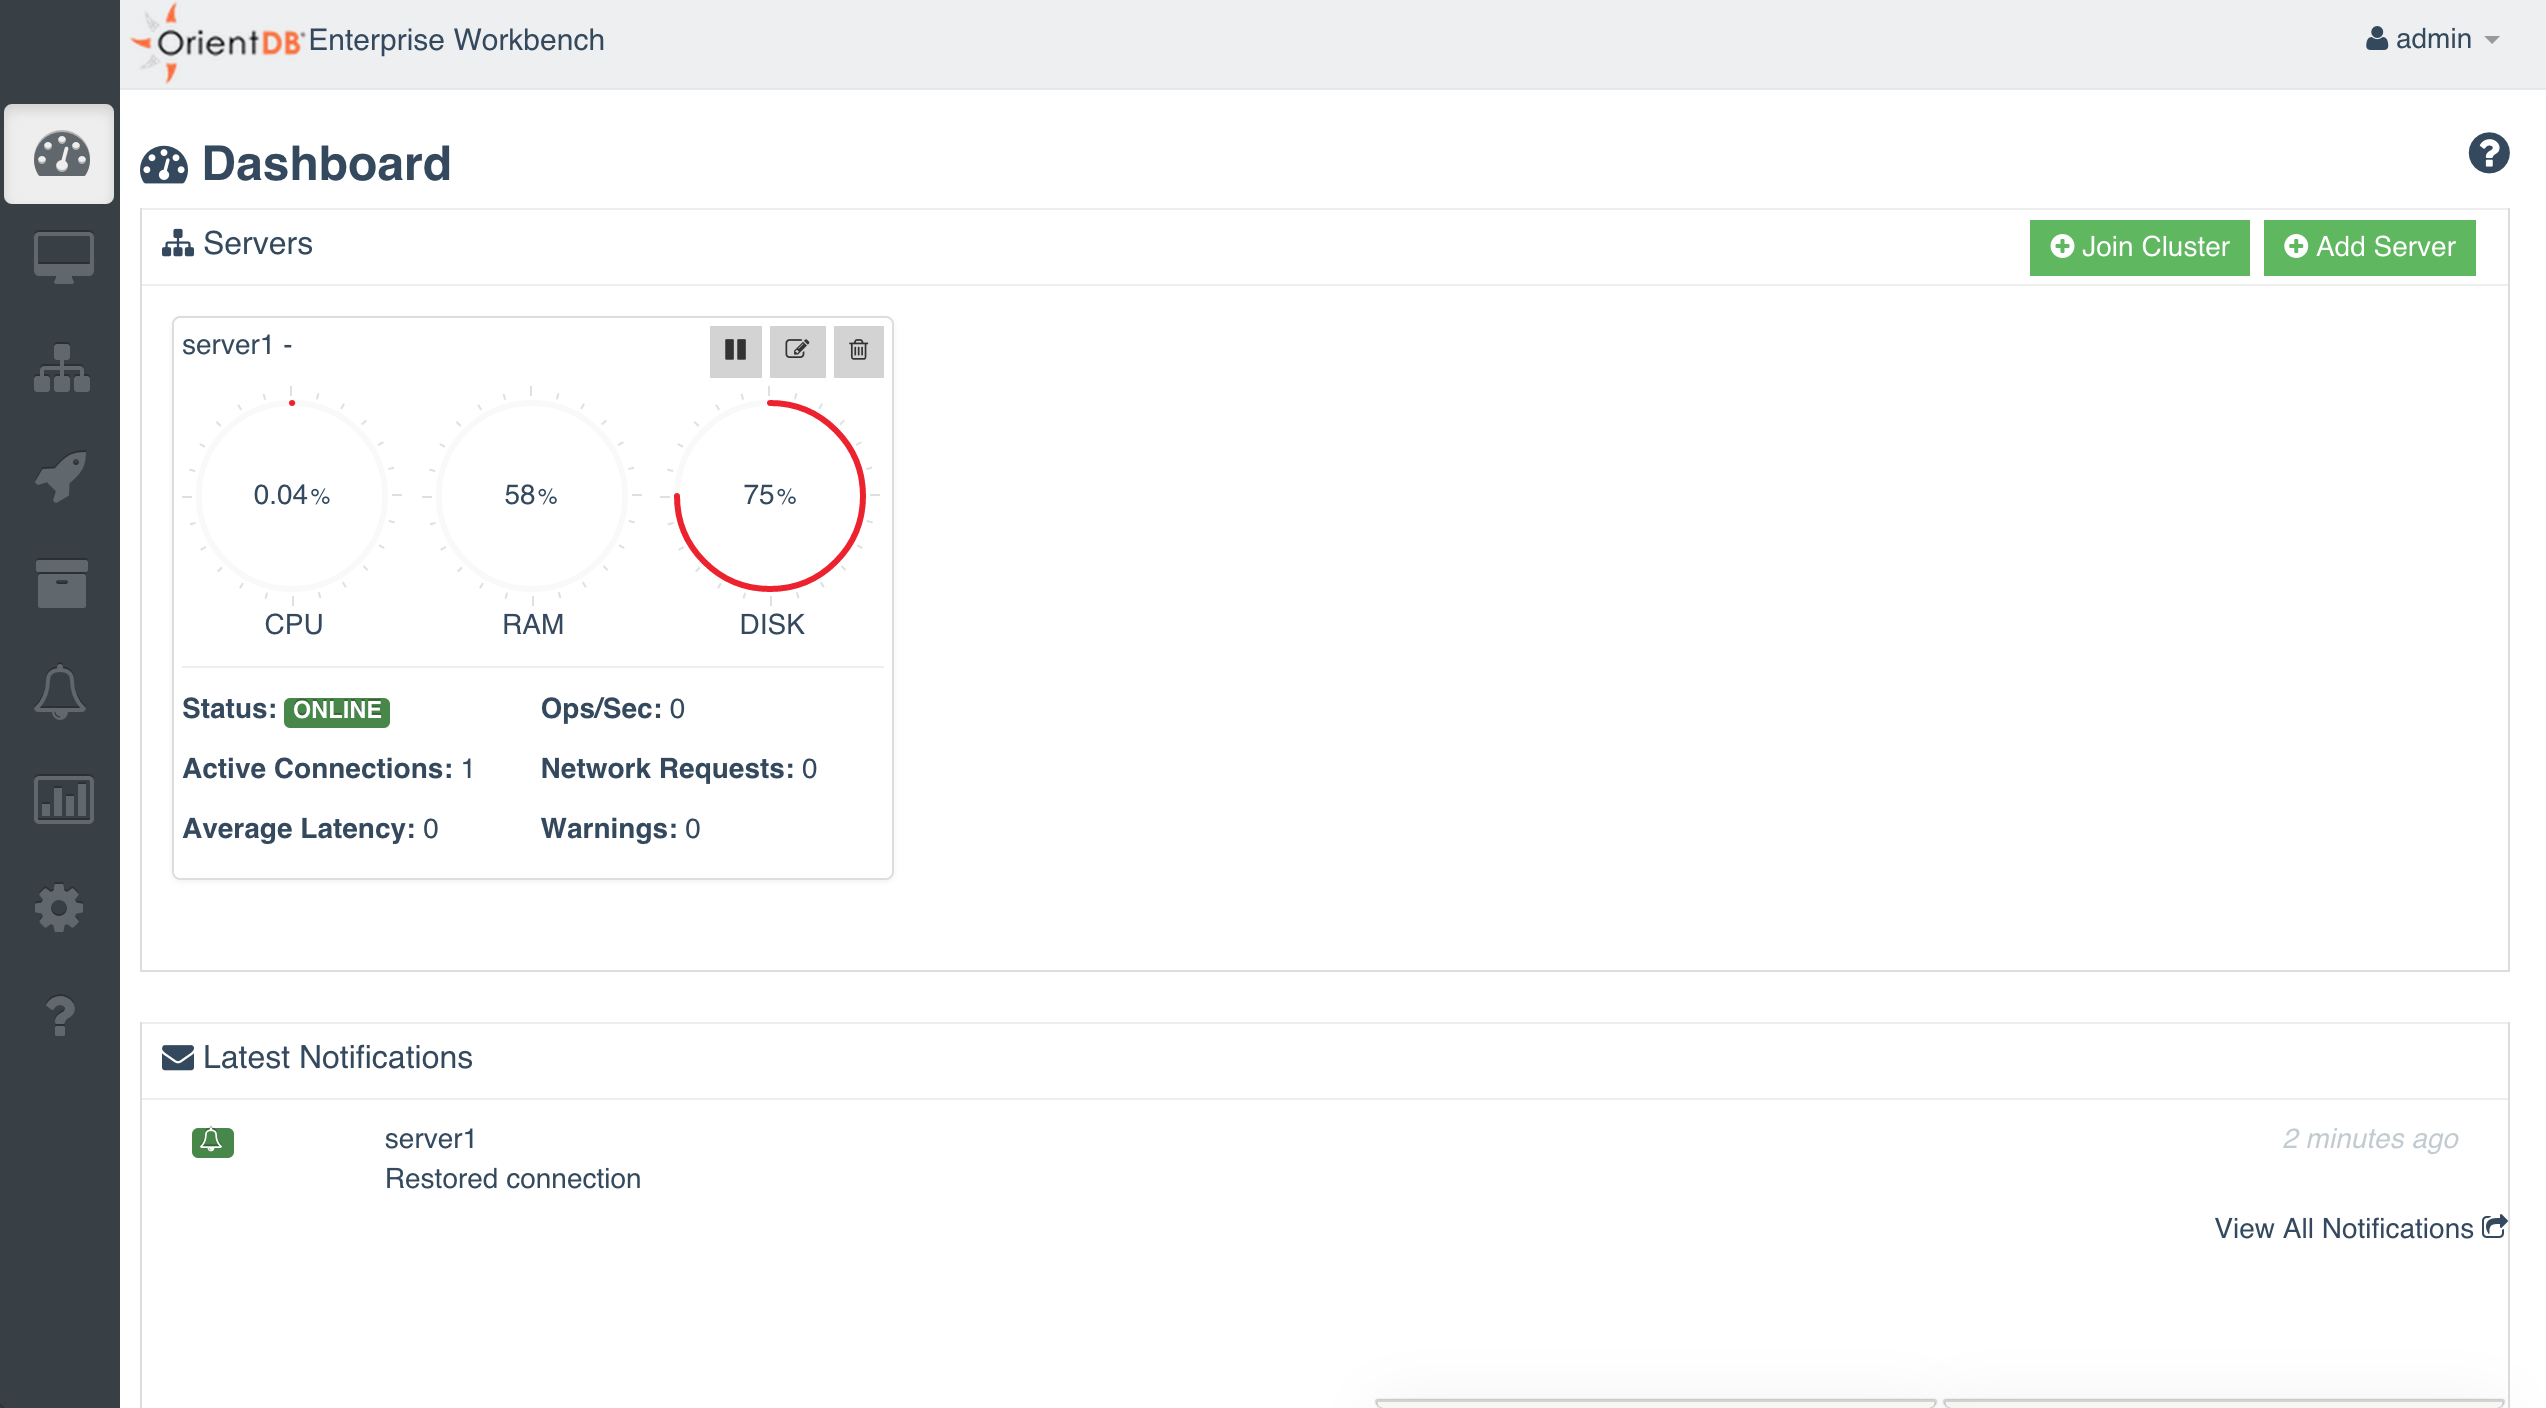 OrientDB Enterprise Workbench
admin
Dashboard
Servers
Join Cluster
Add Server
server1 -
0.04%
58%
75%
CPU
RAM
DISK
Status: ONLINE
Ops/Sec: 0
Active Connections: 1
Network Requests: 0
Average Latency: 0
Warnings: 0
Latest Notifications
server1
2 minutes ago
Restored connection
View All Notifications